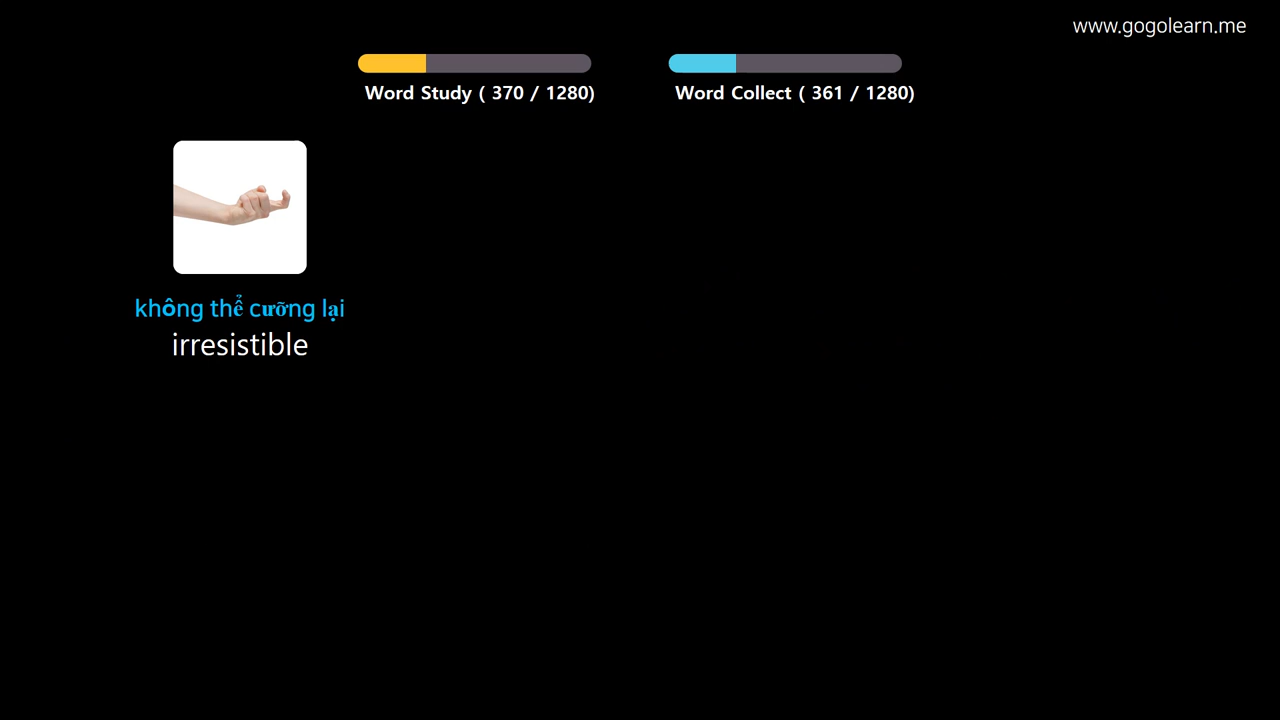 www.gogolearn.me
Word Study ( 370 / 1280)
Word Collect ( 361 / 1280)
không thể cưỡng lại
irresistible